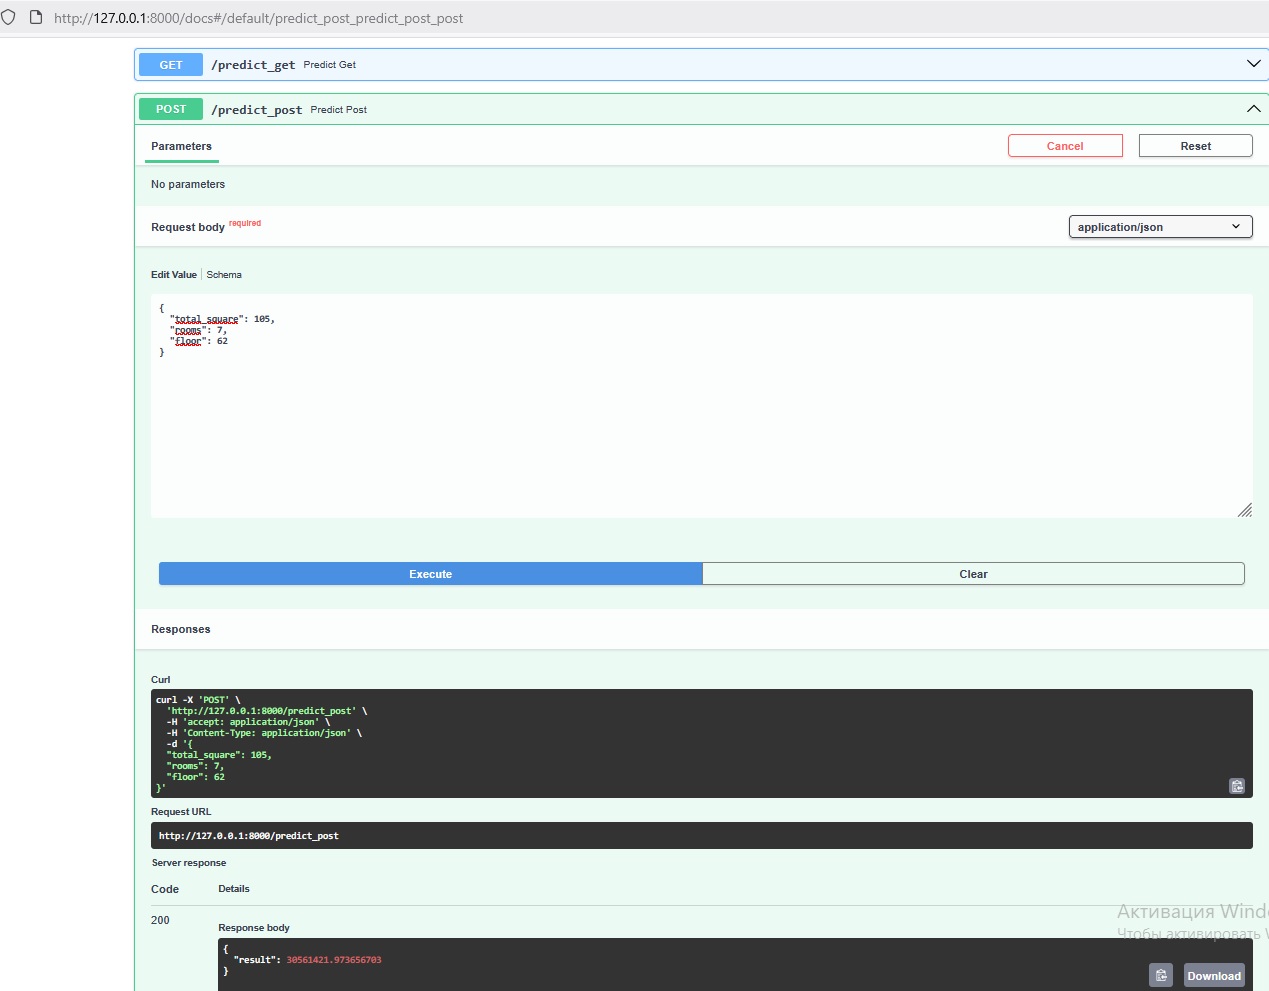 http://127.0.0.1:8000/docs#/default/predict_post_predict_post_post
GET /predict_get Predict Get
POST /predict_post Predict Post
Parameters
Cancel
Reset
No parameters
Request body required
application/json
Edit Value Schema
{
"total_square": 105,
"rooms": 7,
"floor": 62
}
Execute
Clear
Responses
Curl
curl -X 'POST' \
'http://127.0.0.1:8000/predict_post' \
-H 'accept: application/json' \
-H 'Content-Type: application/json' \
-d '{
"total_square": 105,
"rooms": 7,
"floor": 62
}'
Request URL
http://127.0.0.1:8000/predict_post
Server response
Code Details
200
Активация Wind
Чтобы активировать
Response body
{
"result": 30561421.973656703
}
Download